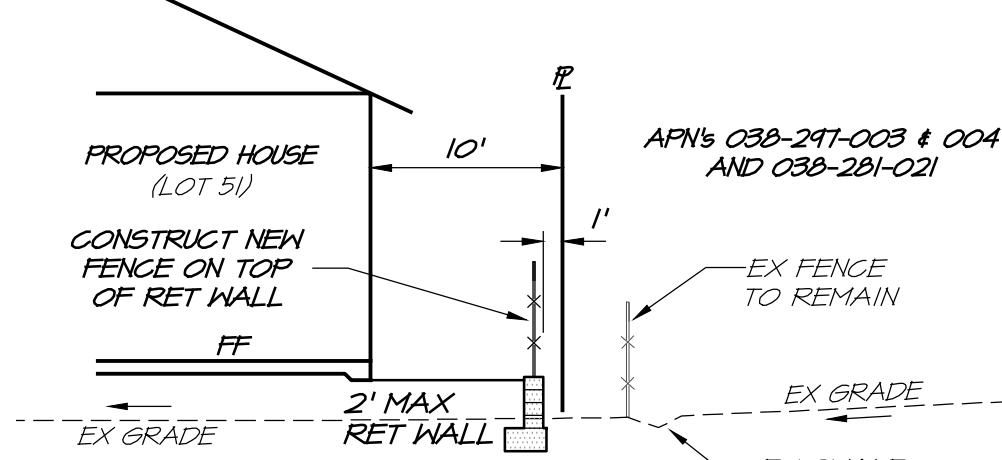 PL
10'
APN's 038-297-003 & 004
AND 038-281-021
PROPOSED HOUSE
(LOT 51)
1'
CONSTRUCT NEW
FENCE ON TOP
OF RET WALL
EX FENCE
TO REMAIN
FF
2' MAX
RET WALL
EX GRADE
EX GRADE